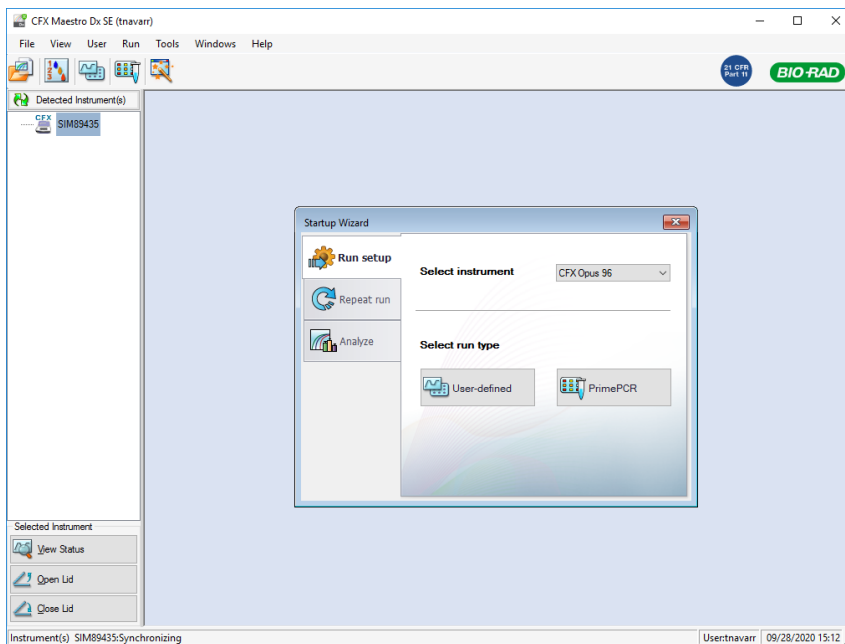 CFX Maestro Dx SE (tnavarr)
File View User Run Tools Windows Help
21 CFR
Part 11
BIO-RAD
Detected Instrument(s)
CFX
SIM89435
Startup Wizard
Run setup
Repeat run
Analyze
Select instrument
CFX Opus 96
Select run type
User-defined
PrimePCR
Selected Instrument
View Status
Open Lid
Close Lid
Instrument(s) SIM89435:Synchronizing
User:tnavarr 09/28/2020 15:12